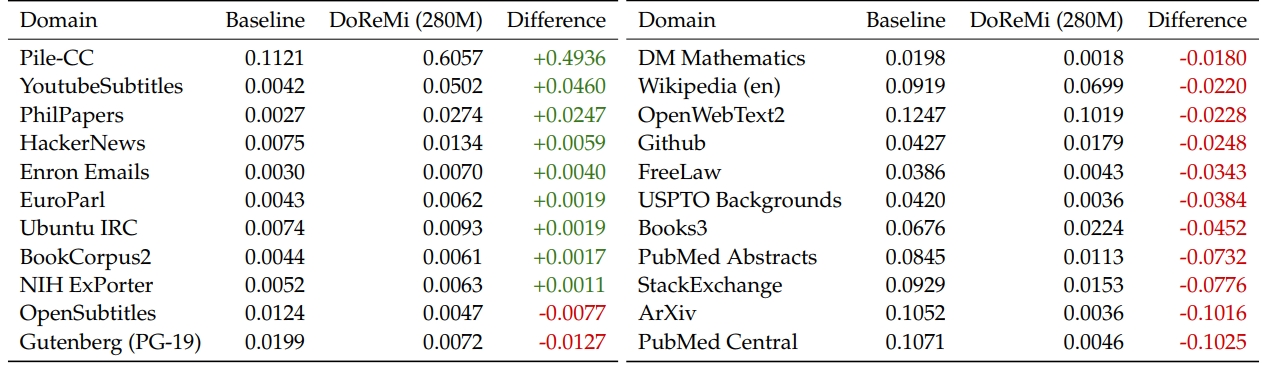 Domain Baseline DoReMi (280M) Difference
Pile-CC 0.1121 0.6057 +0.4936
YoutubeSubtitles 0.0042 0.0502 +0.0460
PhilPapers 0.0027 0.0274 +0.0247
HackerNews 0.0075 0.0134 +0.0059
Enron Emails 0.0030 0.0070 +0.0040
EuroParl 0.0043 0.0062 +0.0019
Ubuntu IRC 0.0074 0.0093 +0.0019
BookCorpus2 0.0044 0.0061 +0.0017
NIH ExPorter 0.0052 0.0063 +0.0011
OpenSubtitles 0.0124 0.0047 -0.0077
Gutenberg (PG-19) 0.0199 0.0072 -0.0127
Domain Baseline DoReMi (280M) Difference
DM Mathematics 0.0198 0.0018 -0.0180
Wikipedia (en) 0.0919 0.0699 -0.0220
OpenWebText2 0.1247 0.1019 -0.0228
Github 0.0427 0.0179 -0.0248
FreeLaw 0.0386 0.0043 -0.0343
USPTO Backgrounds 0.0420 0.0036 -0.0384
Books3 0.0676 0.0224 -0.0452
PubMed Abstracts 0.0845 0.0113 -0.0732
StackExchange 0.0929 0.0153 -0.0776
ArXiv 0.1052 0.0036 -0.1016
PubMed Central 0.1071 0.0046 -0.1025